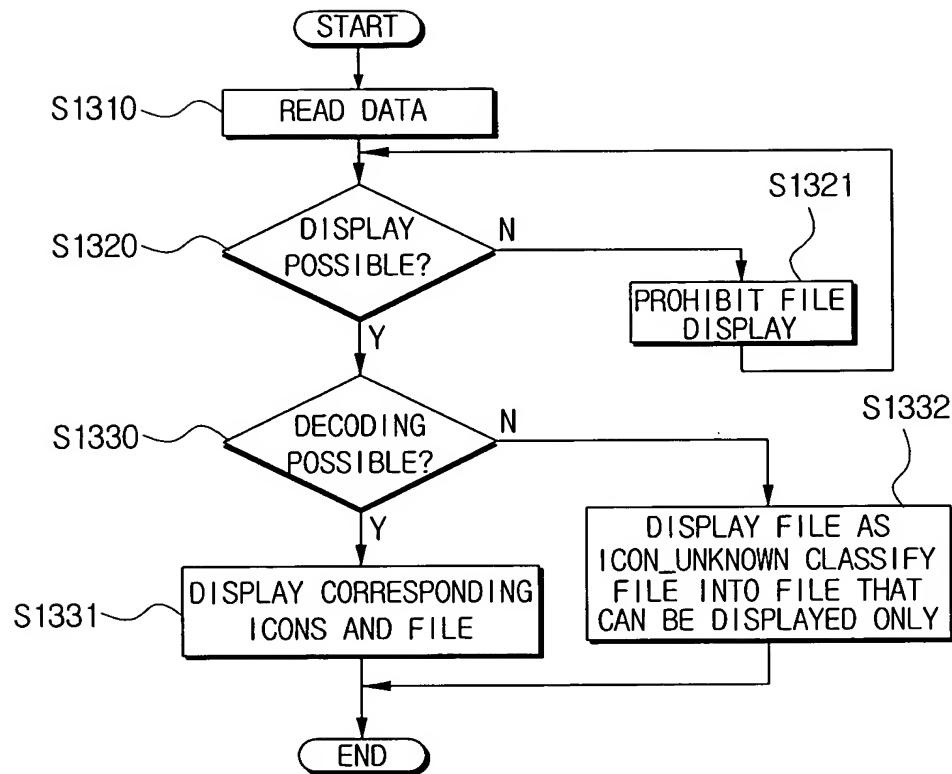 START
S1310
READ DATA
S1321
S1320
DISPLAY
POSSIBLE?
N
PROHIBIT FILE
DISPLAY
Y
S1332
S1330
DECODING
POSSIBLE?
N
Y
DISPLAY FILE AS
ICON_UNKNOWN CLASSIFY
FILE INTO FILE THAT
CAN BE DISPLAYED ONLY
S1331
DISPLAY CORRESPONDING
ICONS AND FILE
END